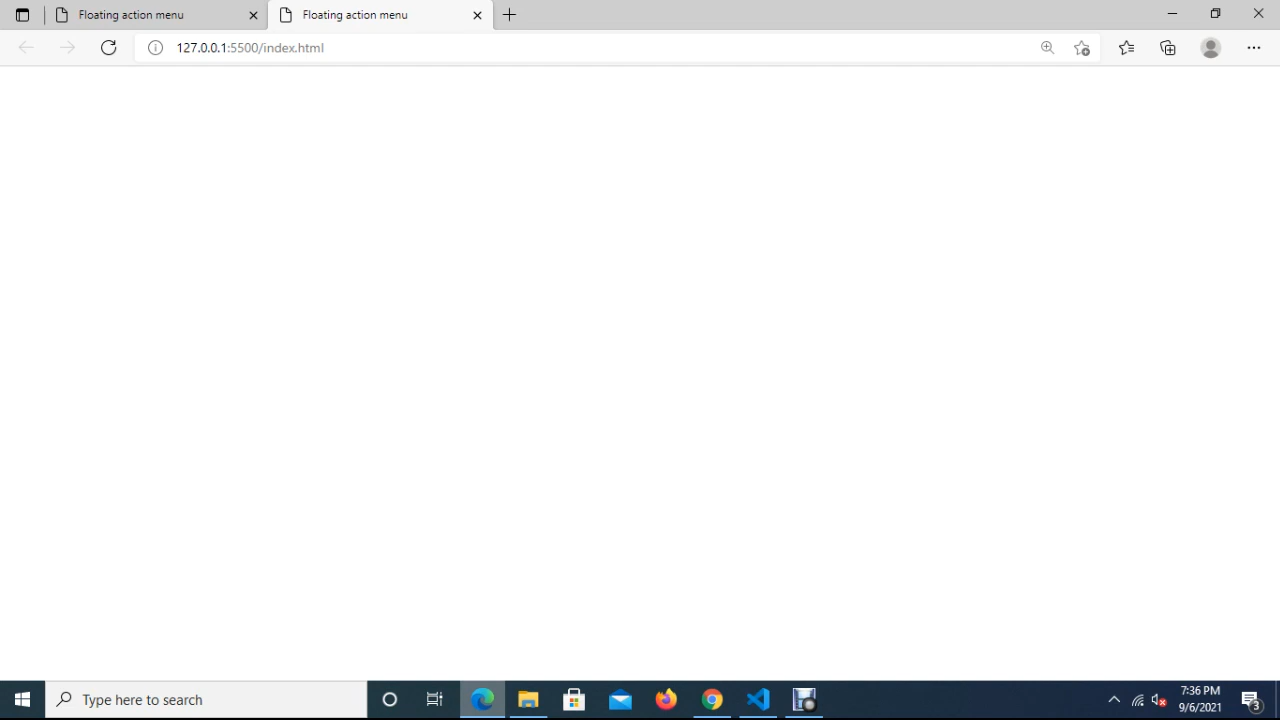 Floating action menu
Floating action menu
127.0.0.1:5500/index.html
Type here to search
7:36 PM
9/6/2021
3